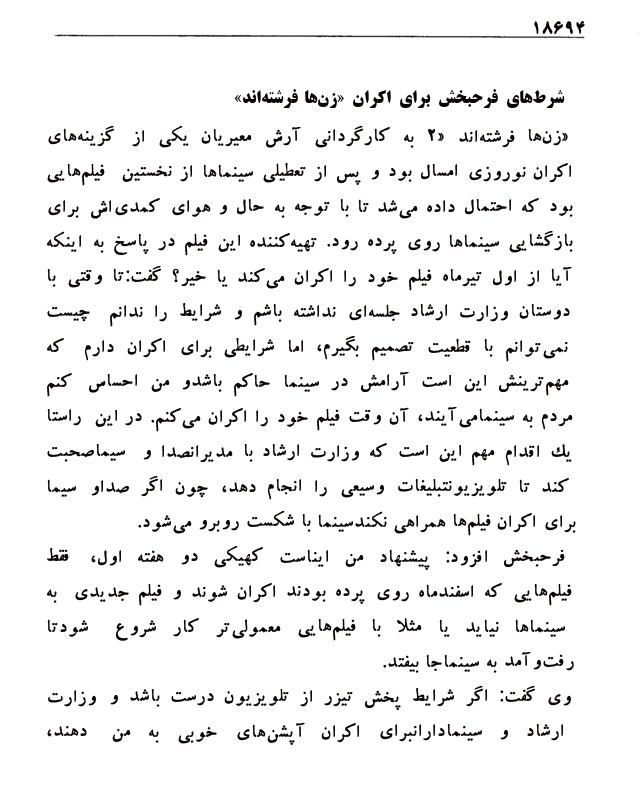 ۱۸۶۹۴
شرط‌های فرحبخش برای اکران «زن‌ها فرشته‌اند»
«زن‌ها فرشته‌اند «۲ به کارگردانی آرش معیریان یکی از گزینه‌های
اکران نوروزی امسال بود و پس از تعطیلی سینماها از نخستین فیلم‌هایی
بود که احتمال داده می‌شد تا با توجه به حال و هوای کمدی‌اش برای
بازگشایی سینماها روی پرده رود. تهیه‌کننده این فیلم در پاسخ به اینکه
آیا از اول تیرماه فیلم خود را اکران می‌کند یا خیر؟ گفت:تا وقتی با
دوستان وزارت ارشاد جلسه‌ای نداشته باشم و شرایط را ندانم چیست
نمی‌توانم با قطعیت تصمیم بگیرم، اما شرایطی برای اکران دارم که
مهم‌ترینش این است آرامش در سینما حاکم باشدو من احساس کنم
مردم به سینمامی‌آیند، آن وقت فیلم خود را اکران می‌کنم. در این راستا
یك اقدام مهم این است که وزارت ارشاد با مدیرانصدا و سیماصحبت
کند تا تلویزیونتبلیغات وسیعی را انجام دهد، چون اگر صداو سیما
برای اکران فیلم‌ها همراهی نکندسینما با شکست روبرو می‌شود.
فرحبخش افزود: پیشنهاد من ایناست کهیکی دو هفته اول، فقط
فیلم‌هایی که اسفندماه روی پرده بودند اکران شوند و فیلم جدیدی به
سینماها نیاید یا مثلا با فیلم‌هایی معمولی‌تر کار شروع شودتا
رفت‌وآمد به سینماجا بیفتد.
وی گفت: اگر شرایط پخش تیزر از تلویزیون درست باشد و وزارت
ارشاد و سینمادارانبرای اکران آپشن‌های خوبی به من دهند،